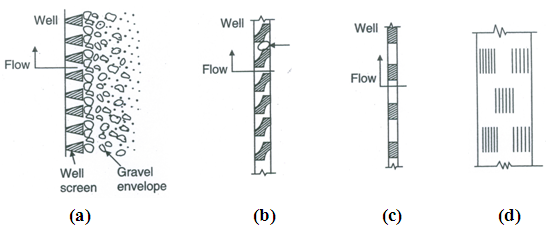 Well
Flow
Well
screen
Gravel
envelope
(a)
Well
Flow
(b)
Well
Flow
(c)
(d)